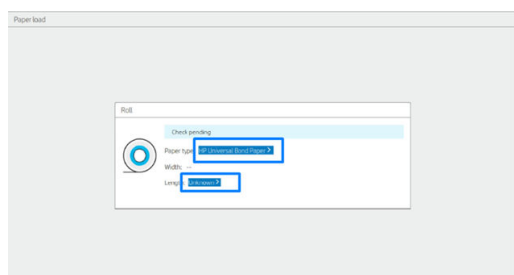 Paper load
Roll
Check pending
Paper type: HP Universal Bond Paper >
Width: --
Length: Unknown >